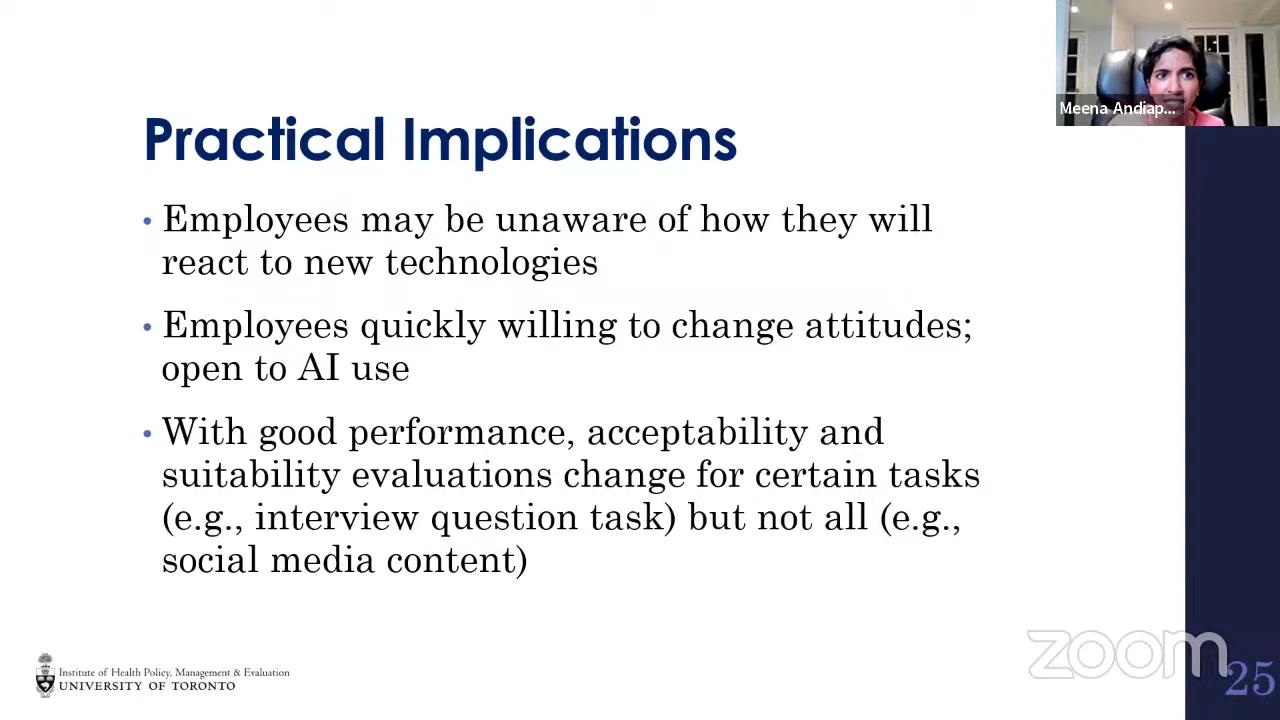 Meena Andiap...
Practical Implications
• Employees may be unaware of how they will
react to new technologies
• Employees quickly willing to change attitudes;
open to AI use
• With good performance, acceptability and
suitability evaluations change for certain tasks
(e.g., interview question task) but not all (e.g.,
social media content)
Institute of Health Policy, Management & Evaluation
UNIVERSITY OF TORONTO
zoom
25